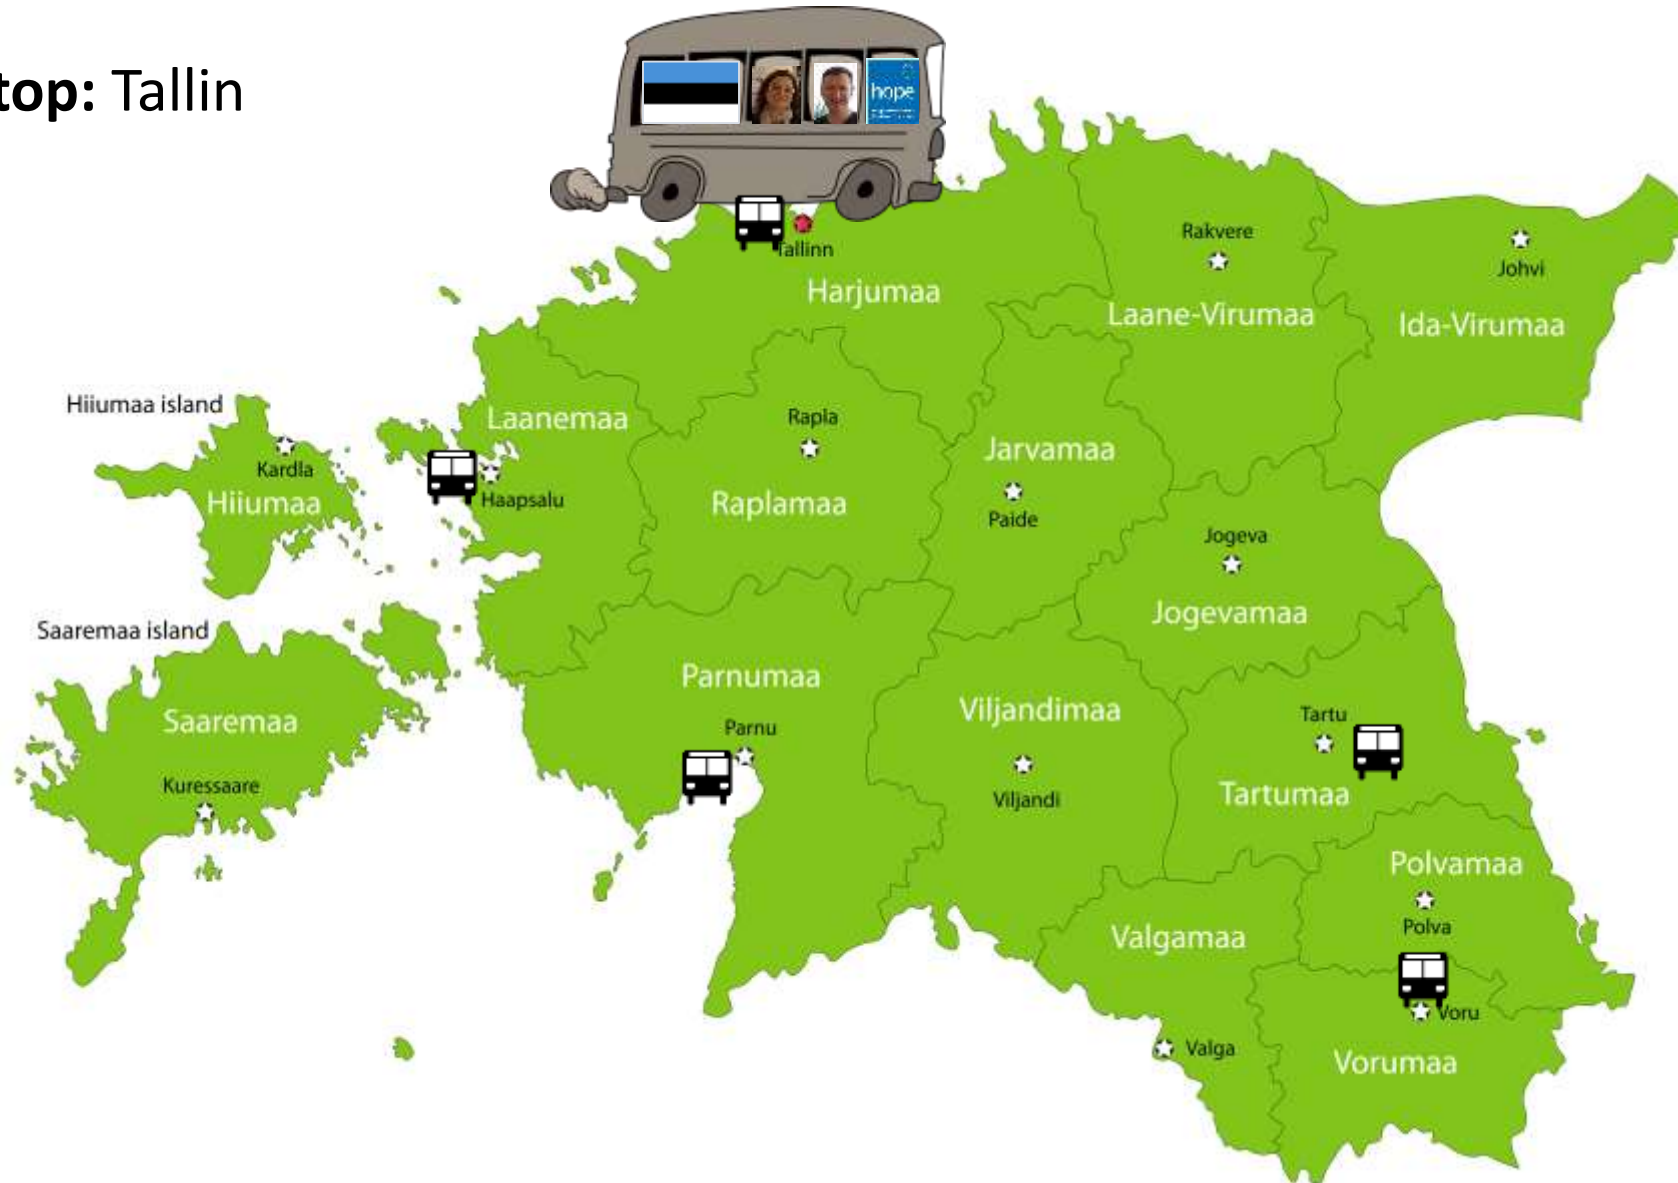 top: Tallin
hope
Tallinn
Harjumaa
Rakvere
Laane-Virumaa
Johvi
Ida-Virumaa
Hiiumaa island
Kardla
Hiiumaa
Laanemaa
Haapsalu
Rapla
Raplamaa
Jarvamaa
Paide
Jogeva
Jogevamaa
Saaremaa island
Saaremaa
Kuressaare
Parnumaa
Parnu
Viljandimaa
Viljandi
Tartu
Tartumaa
Polvamaa
Polva
Valgamaa
Valga
Voru
Vorumaa